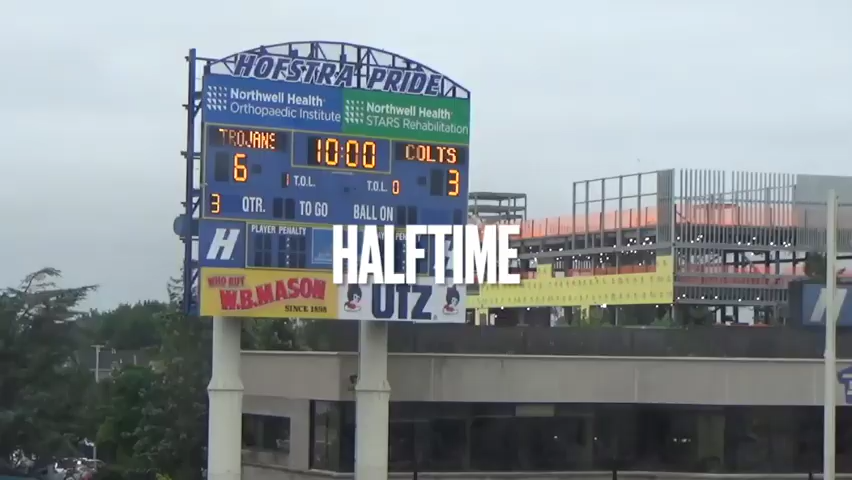 HOFSTRA PRIDE
Northwell Health
Orthopaedic Institute
Northwell Health
STARS Rehabilitation
TROJANS 10:00 COLTS
6 1 T.O.L. T.O.L. 0 3
3 QTR. TO GO BALL ON
PLAYER PENALTY
H
HALFTIME
WHO BUT
W.B.MASON
SINCE 1898
UTZ
H